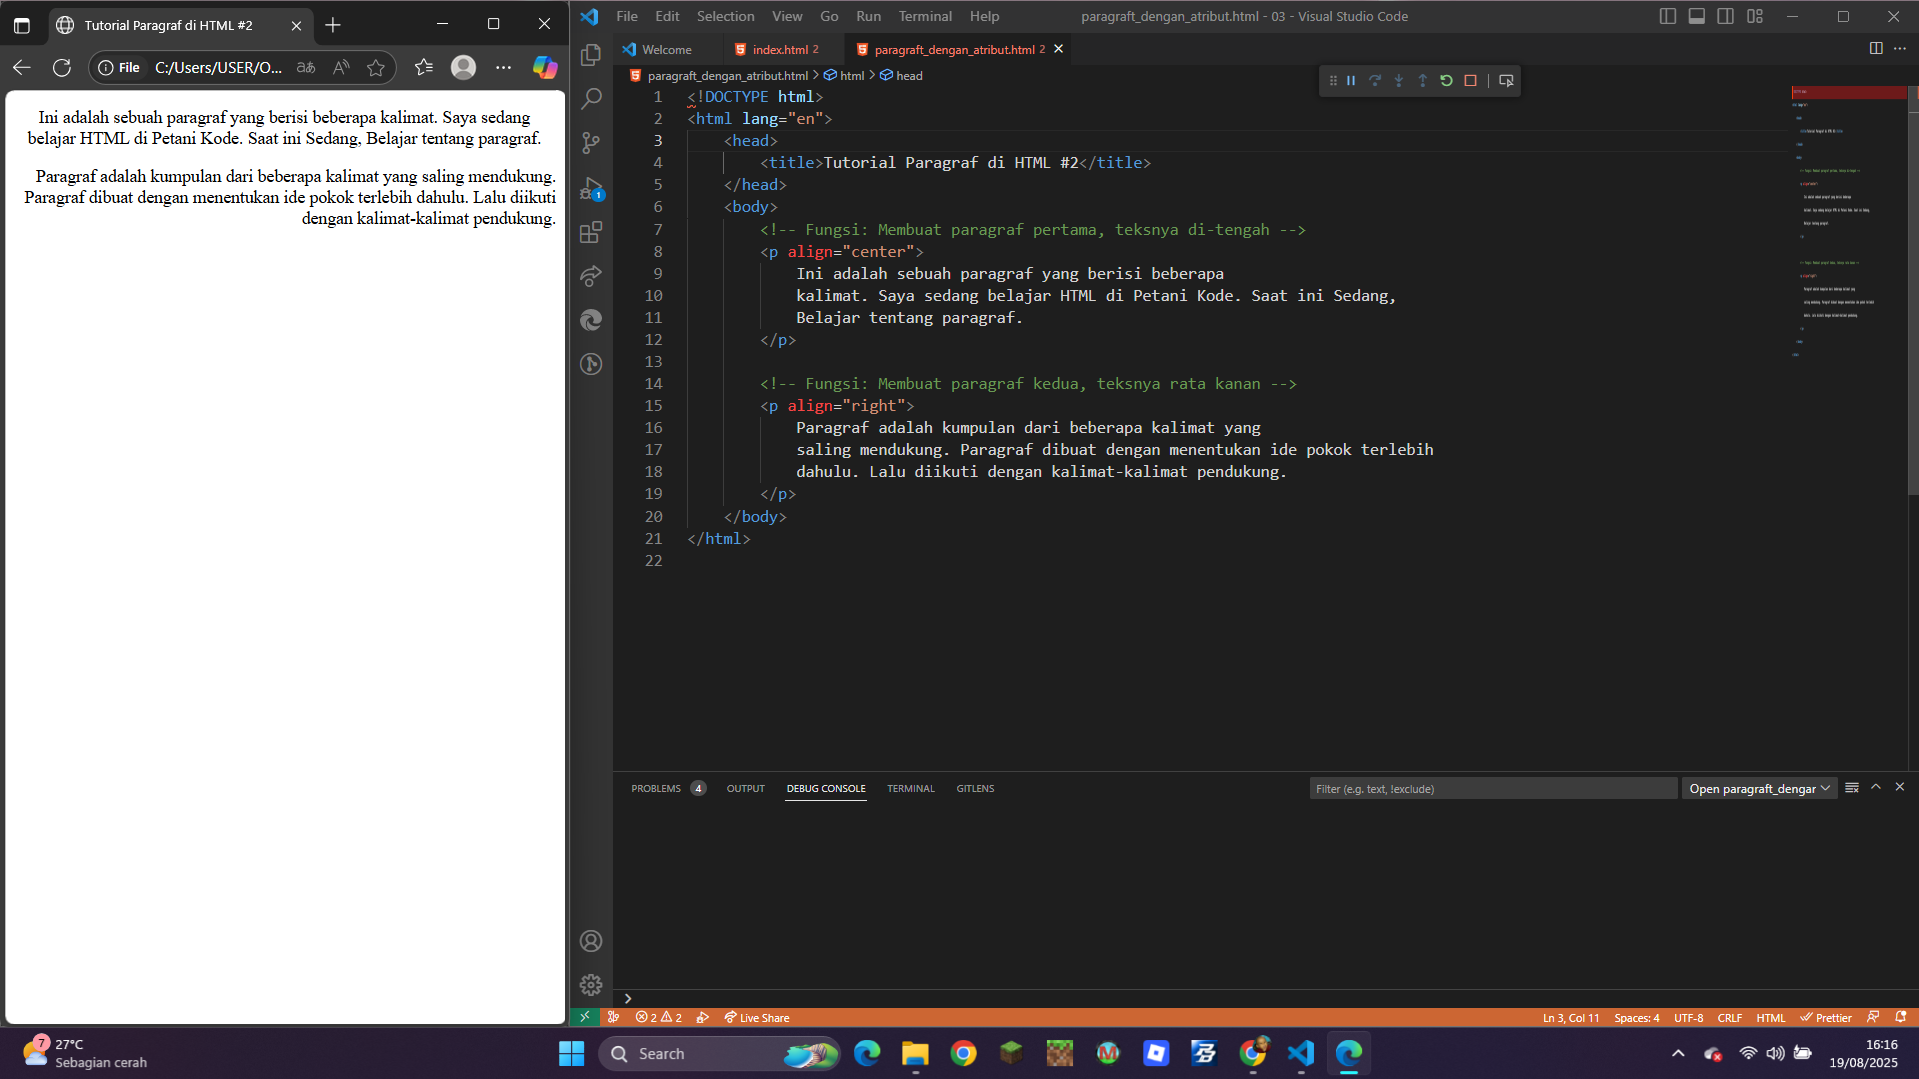 Tutorial Paragraf di HTML #2
File
C:/Users/USER/O...
Ini adalah sebuah paragraf yang berisi beberapa kalimat. Saya sedang
belajar HTML di Petani Kode. Saat ini Sedang, Belajar tentang paragraf.
Paragraf adalah kumpulan dari beberapa kalimat yang saling mendukung.
Paragraf dibuat dengan menentukan ide pokok terlebih dahulu. Lalu diikuti
dengan kalimat-kalimat pendukung.
File Edit Selection View Go Run Terminal Help
paragraft_dengan_atribut.html - 03 - Visual Studio Code
Welcome
index.html 2
paragraft_dengan_atribut.html 2
paragraft_dengan_atribut.html > html > head
1 <!DOCTYPE html>
2 <html lang="en">
3 <head>
4 <title>Tutorial Paragraf di HTML #2</title>
5 </head>
6 <body>
7 <!-- Fungsi: Membuat paragraf pertama, teksnya di-tengah -->
8 <p align="center">
9 Ini adalah sebuah paragraf yang berisi beberapa
10 kalimat. Saya sedang belajar HTML di Petani Kode. Saat ini Sedang,
11 Belajar tentang paragraf.
12 </p>
13
14 <!-- Fungsi: Membuat paragraf kedua, teksnya rata kanan -->
15 <p align="right">
16 Paragraf adalah kumpulan dari beberapa kalimat yang
17 saling mendukung. Paragraf dibuat dengan menentukan ide pokok terlebih
18 dahulu. Lalu diikuti dengan kalimat-kalimat pendukung.
19 </p>
20 </body>
21 </html>
22
1
PROBLEMS 4 OUTPUT DEBUG CONSOLE TERMINAL GITLENS
Filter (e.g. text, !exclude)
Open paragraft_dengar
2 2
Live Share
Ln 3, Col 11 Spaces: 4 UTF-8 CRLF HTML Prettier
7
27°C
Sebagian cerah
Search
16:16
19/08/2025